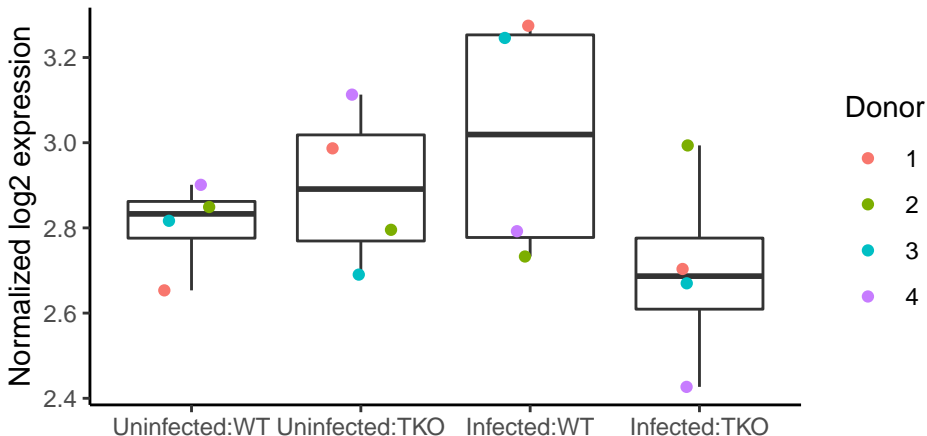 Normalized log2 expression
3.2
3.0
2.8
2.6
2.4
Uninfected:WT
Uninfected:TKO
Infected:WT
Infected:TKO
Donor
1
2
3
4